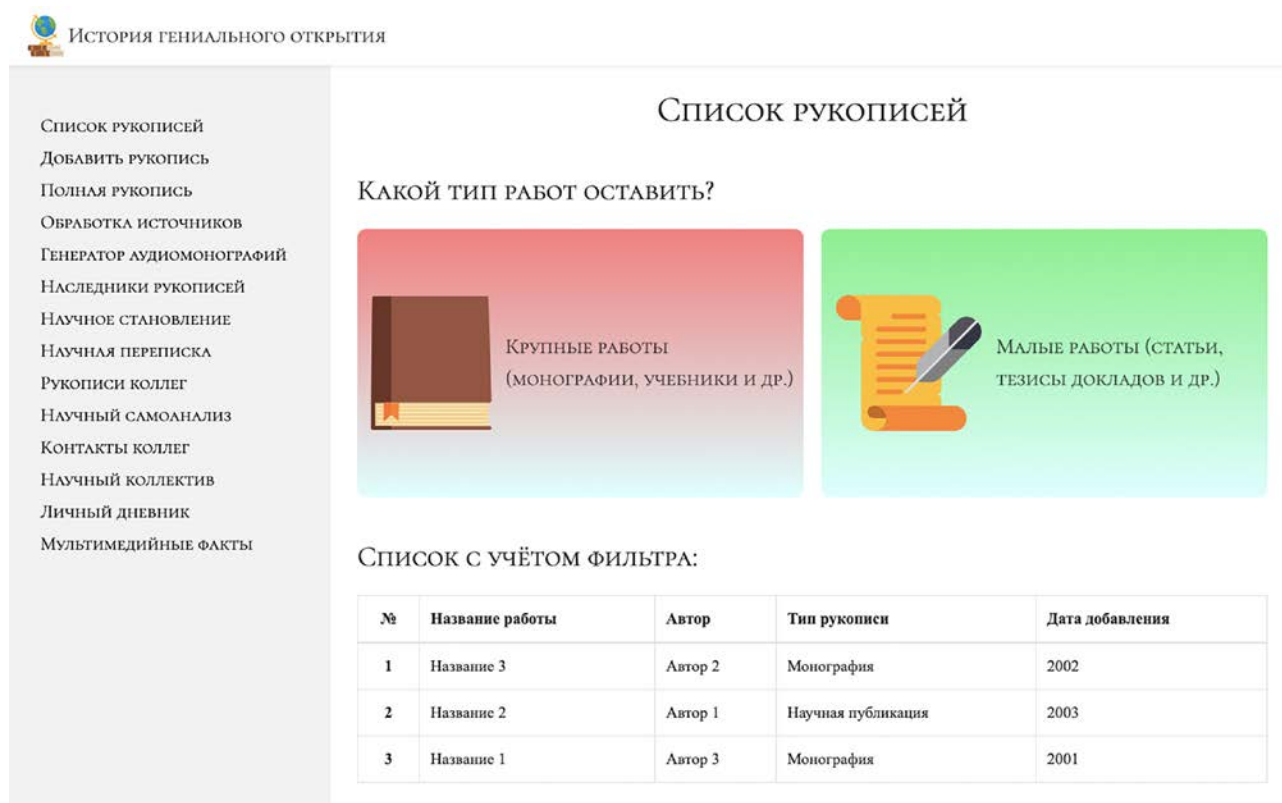 История гениального открытия
Список рукописей
Добавить рукопись
Полная рукопись
Обработка источников
Генератор аудиомонографий
Наследники рукописей
Научное становление
Научная переписка
Рукописи коллег
Научный самоанализ
Контакты коллег
Научный коллектив
Личный дневник
Мультимедийные факты
Список рукописей
Какой тип работ оставить?
Крупные работы
(монографии, учебники и др.)
Малые работы (статьи,
тезисы докладов и др.)
Список с учётом фильтра:
№ Название работы Автор Тип рукописи Дата добавления
1 Название 3 Автор 2 Монография 2002
2 Название 2 Автор 1 Научная публикация 2003
3 Название 1 Автор 3 Монография 2001